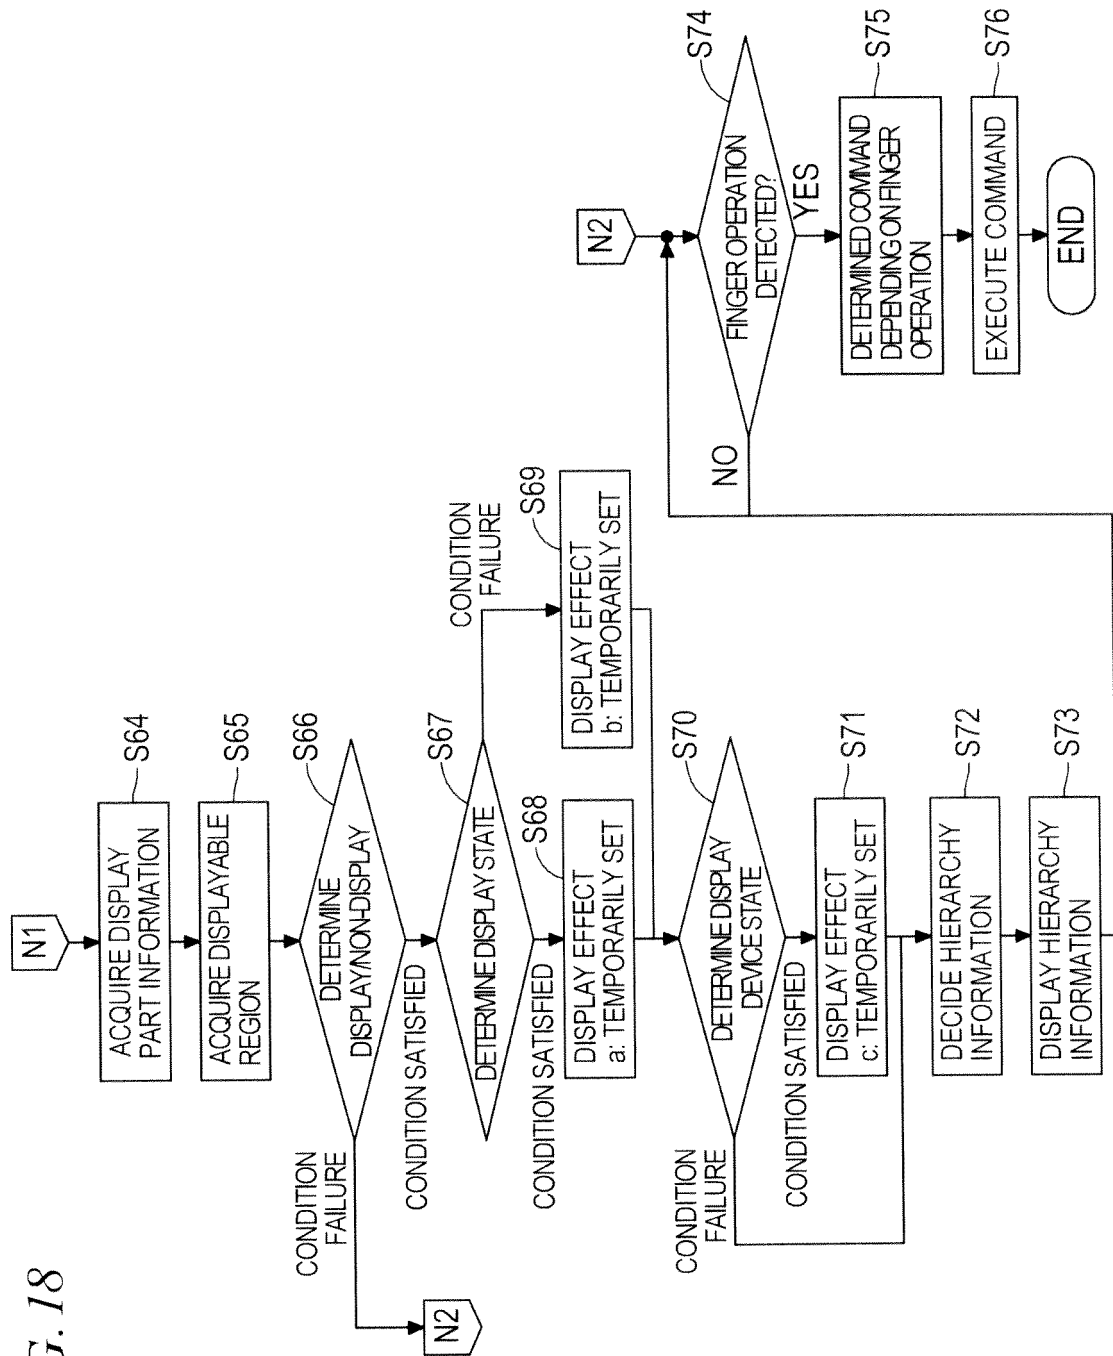 G. 18
N1
ACQUIRE DISPLAY
PART INFORMATION
S64
ACQUIRE DISPLAYABLE
REGION
S65
DETERMINE
DISPLAY/NON-DISPLAY
S66
CONDITION
FAILURE
N2
CONDITION SATISFIED
DETERMINE DISPLAY STATE
S67
CONDITION
FAILURE
CONDITION SATISFIED
DISPLAY EFFECT
a: TEMPORARILY SET
S68
DISPLAY EFFECT
b: TEMPORARILY SET
S69
DETERMINE DISPLAY
DEVICE STATE
S70
CONDITION
FAILURE
CONDITION SATISFIED
DISPLAY EFFECT
c: TEMPORARILY SET
S71
DECIDE HIERARCHY
INFORMATION
S72
DISPLAY HIERARCHY
INFORMATION
S73
N2
FINGER OPERATION
DETECTED?
S74
NO
YES
DETERMINED COMMAND
DEPENDING ON FINGER
OPERATION
S75
EXECUTE COMMAND
S76
END